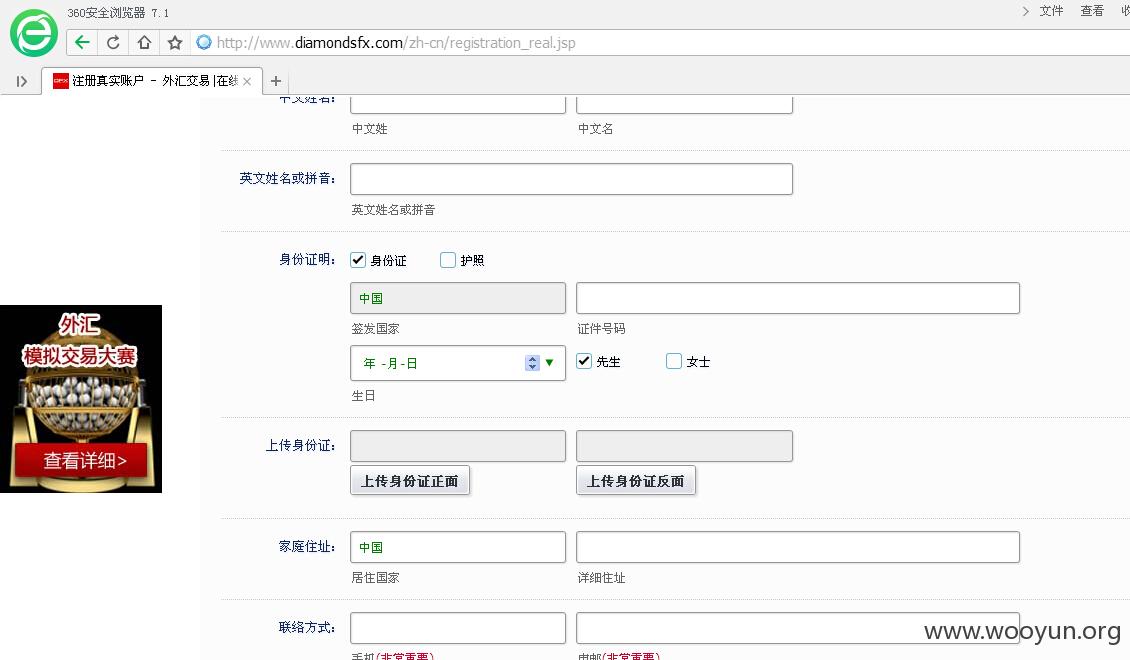 360安全浏览器 7.1
文件 查看
http://www.diamondsfx.com/zh-cn/registration_real.jsp
DFX 注册真实账户 - 外汇交易 |在线
中文姓名：
中文姓 中文名
英文姓名或拼音：
英文姓名或拼音
身份证明： 身份证 护照
中国
签发国家 证件号码
年 -月-日 先生 女士
生日
外汇
模拟交易大赛
查看详细>
上传身份证：
上传身份证正面 上传身份证反面
家庭住址： 中国
居住国家 详细住址
联络方式：
手机(非常重要) 电邮(非常重要)
www.wooyun.org